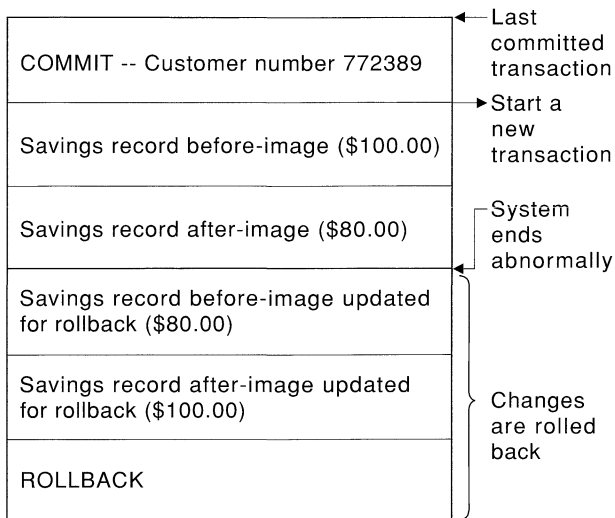 Last
committed
transaction
COMMIT -- Customer number 772389
Start a
new
transaction
Savings record before-image ($100.00)
Savings record after-image ($80.00)
System
ends
abnormally
Savings record before-image updated
for rollback ($80.00)
Savings record after-image updated
for rollback ($100.00)
Changes
are rolled
back
ROLLBACK